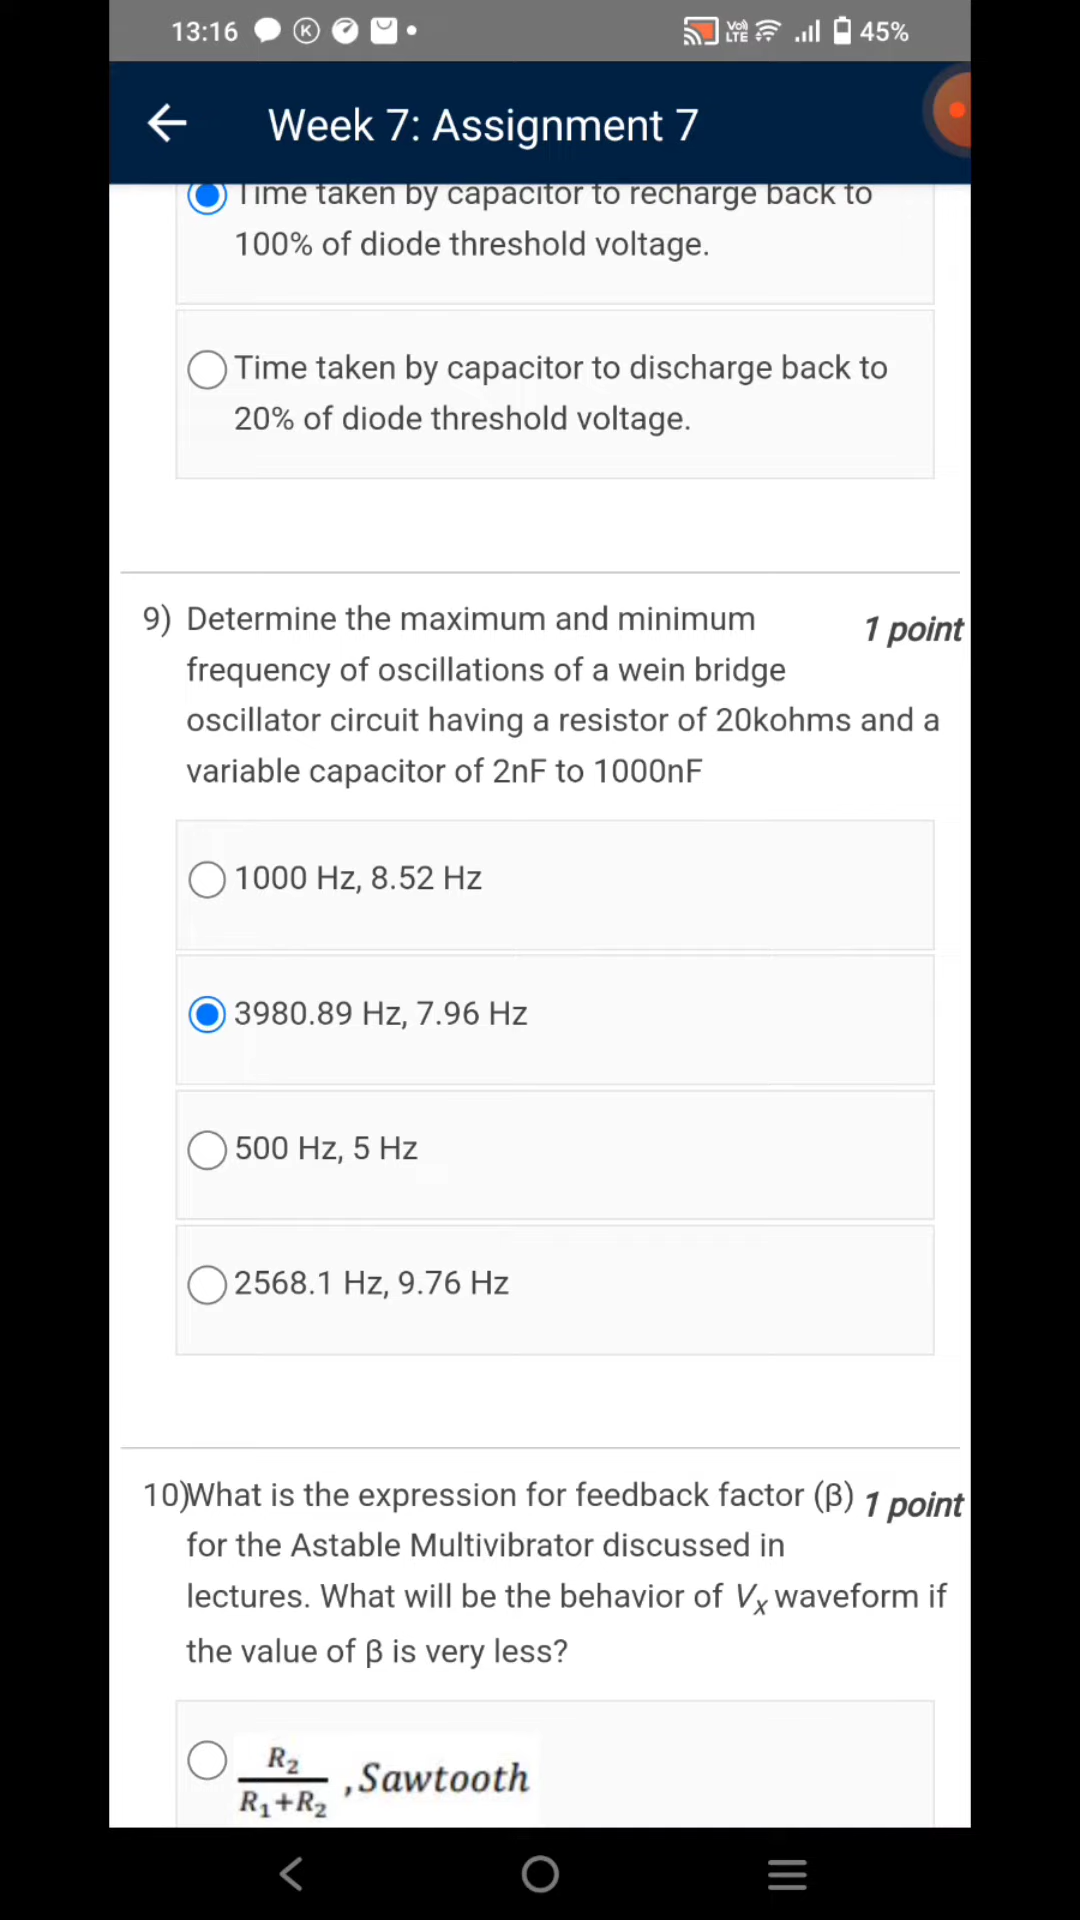 13:16 K Vo) LTE 45%
Week 7: Assignment 7
Time taken by capacitor to recharge back to
100% of diode threshold voltage.
Time taken by capacitor to discharge back to
20% of diode threshold voltage.
9) Determine the maximum and minimum 1 point
frequency of oscillations of a wein bridge
oscillator circuit having a resistor of 20kohms and a
variable capacitor of 2nF to 1000nF
1000 Hz, 8.52 Hz
3980.89 Hz, 7.96 Hz
500 Hz, 5 Hz
2568.1 Hz, 9.76 Hz
10)What is the expression for feedback factor (β) 1 point
for the Astable Multivibrator discussed in
lectures. What will be the behavior of Vₓ waveform if
the value of β is very less?
R₂
R₁+R₂ , Sawtooth